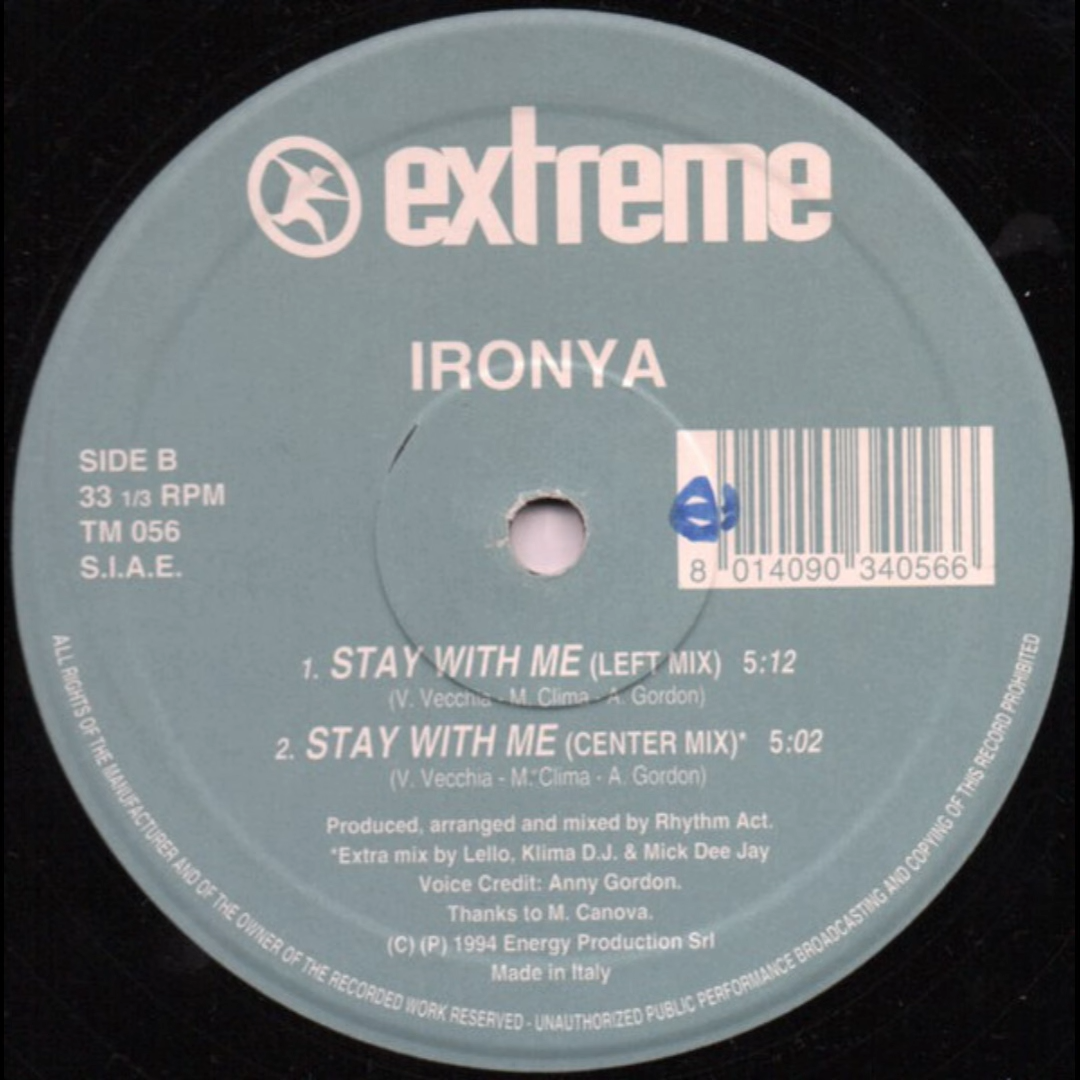 extreme
IRONYA
SIDE B
33 1/3 RPM
TM 056
S.I.A.E.
8 014090 340566
1. STAY WITH ME (LEFT MIX) 5:12
(V. Vecchia - M. Clima - A. Gordon)
2. STAY WITH ME (CENTER MIX)* 5:02
(V. Vecchia - M. Clima - A. Gordon)
Produced, arranged and mixed by Rhythm Act.
*Extra mix by Lello, Klima D.J. & Mick Dee Jay
Voice Credit: Anny Gordon.
Thanks to M. Canova.
(C) (P) 1994 Energy Production Srl
Made in Italy
ALL RIGHTS OF THE MANUFACTURER AND OF THE OWNER OF THE RECORDED WORK RESERVED - UNAUTHORIZED PUBLIC PERFORMANCE BROADCASTING AND COPYING OF THIS RECORD PROHIBITED